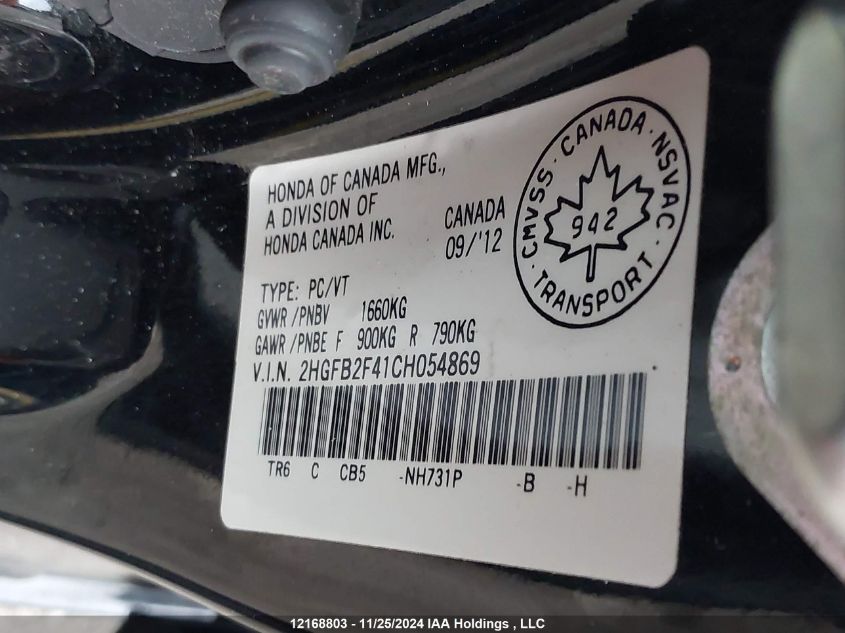 HONDA OF CANADA MFG.,
A DIVISION OF
HONDA CANADA INC.
CANADA
09/'12
CMVSS · CANADA · NSVAC
942
· TRANSPORT ·
TYPE: PC/VT
GVWR /PNBV 1660KG
GAWR /PNBE F 900KG R 790KG
V.I.N. 2HGFB2F41CH054869
TR6 C CB5 -NH731P -B -H
12168803 - 11/25/2024 IAA Holdings , LLC